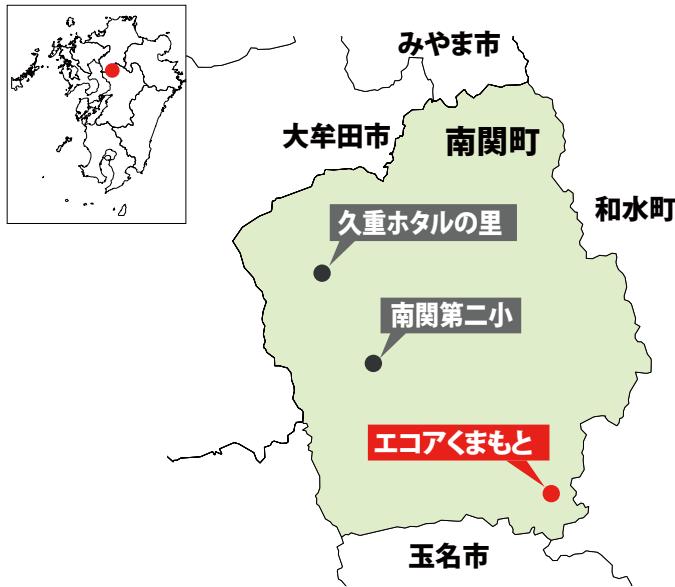 みやま市
大牟田市
南関町
和水町
久重ホタルの里
南関第二小
エコアくまもと
玉名市